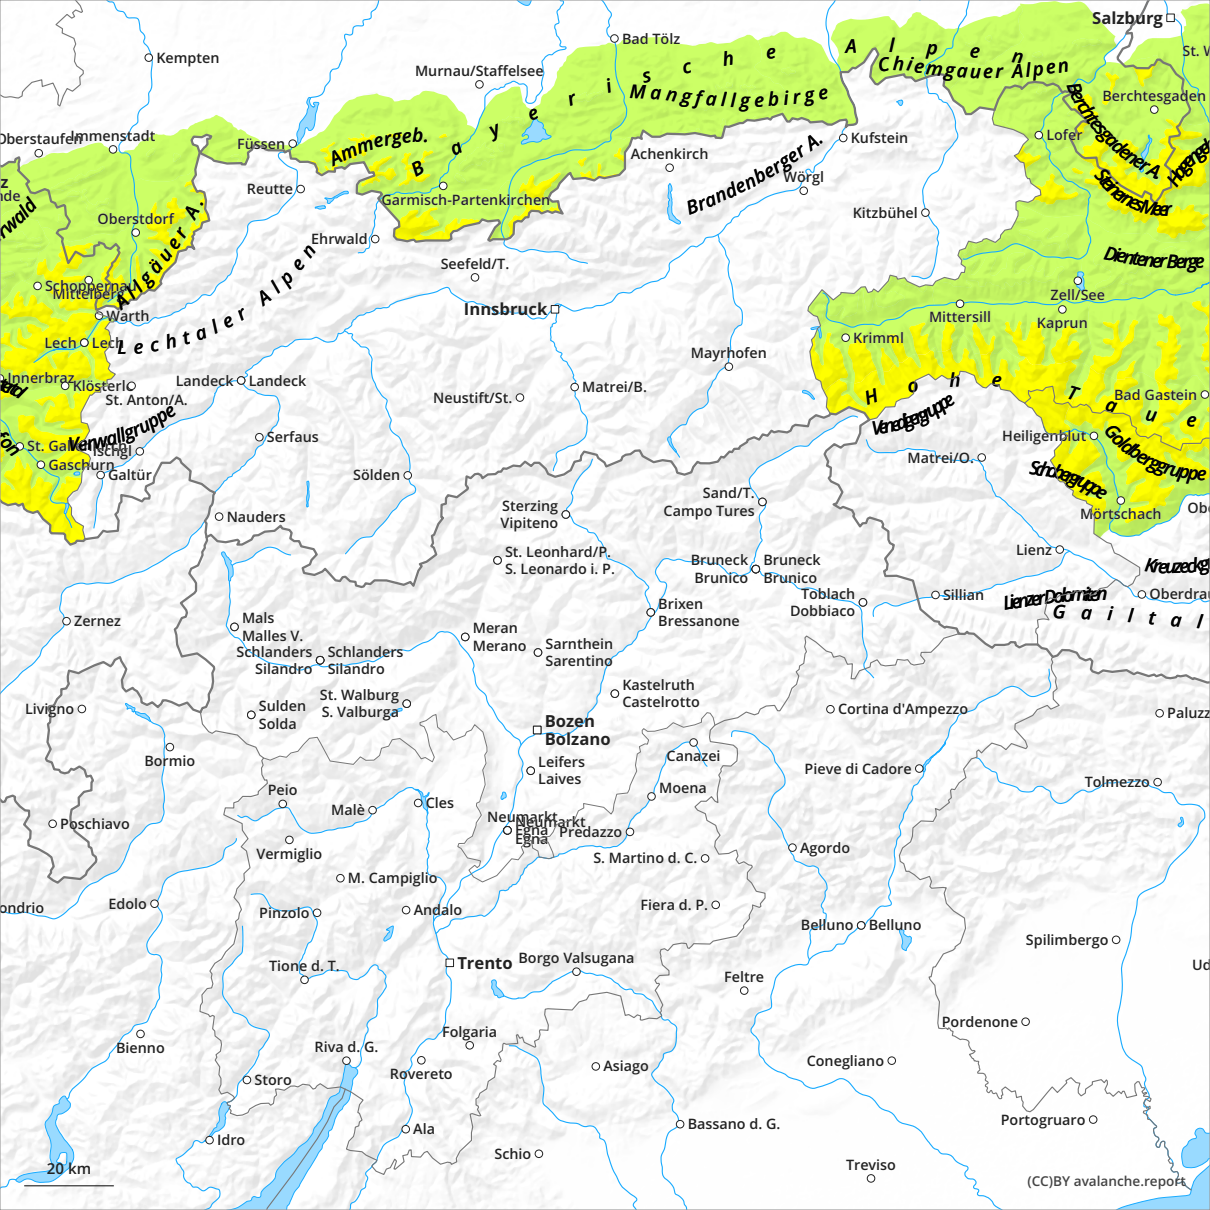 Salzburg
Bad Tölz
Kempten
Murnau/Staffelsee
Bayerische Alpen
Chiemgauer Alpen
Mangfallgebirge
Berchtesgaden
Berchtesgadener A.
Oberstaufen
Immenstadt
Füssen
Ammergeb.
Lofer
Kufstein
Achenkirch
Brandenberger A.
Wörgl
Reutte
Garmisch-Partenkirchen
Steinernes Meer
Oberstdorf
Allgäuer A.
Kitzbühel
Ehrwald
Seefeld/T.
Dientener Berge
Schoppernau
Mittelberg
Zell/See
Warth
Lechtaler Alpen
Innsbruck
Mittersill
Kaprun
Lech
Lech
Krimml
Mayrhofen
Innerbraz
Klösterle
St. Anton/A.
Landeck
Landeck
Matrei/B.
Neustift/St.
Hohe Taue
Bad Gastein
Venedigergruppe
Verwallgruppe
Serfaus
Heiligenblut
Goldberggruppe
Ischgl
Gaschurn
Galtür
Sölden
Matrei/O.
Schobergruppe
Sand/T.
Campo Tures
Sterzing
Vipiteno
Nauders
Mörtschach
St. Leonhard/P.
S. Leonardo i. P.
Bruneck
Brunico
Bruneck
Brunico
Lienz
Toblach
Dobbiaco
Sillian
Lienzer Dolomiten
Gailtal
Zernez
Mals
Malles V.
Brixen
Bressanone
Meran
Merano
Sarnthein
Sarentino
Schlanders
Silandro
Schlanders
Silandro
Kastelruth
Castelrotto
St. Walburg
S. Valburga
Sulden
Solda
Livigno
Cortina d'Ampezzo
Bozen
Bolzano
Bormio
Canazei
Leifers
Laives
Pieve di Cadore
Tolmezzo
Peio
Moena
Malè
Cles
Poschiavo
Neumarkt
Egna
Neumarkt
Egna
Predazzo
Vermiglio
Agordo
S. Martino d. C.
M. Campiglio
Edolo
Pinzolo
Andalo
Fiera d. P.
Belluno
Belluno
Spilimbergo
Trento
Borgo Valsugana
Tione d. T.
Feltre
Pordenone
Bienno
Folgaria
Riva d. G.
Rovereto
Asiago
Conegliano
Storo
Portogruaro
Ala
Bassano d. G.
Idro
Schio
Treviso
20 km
(CC)BY avalanche.report